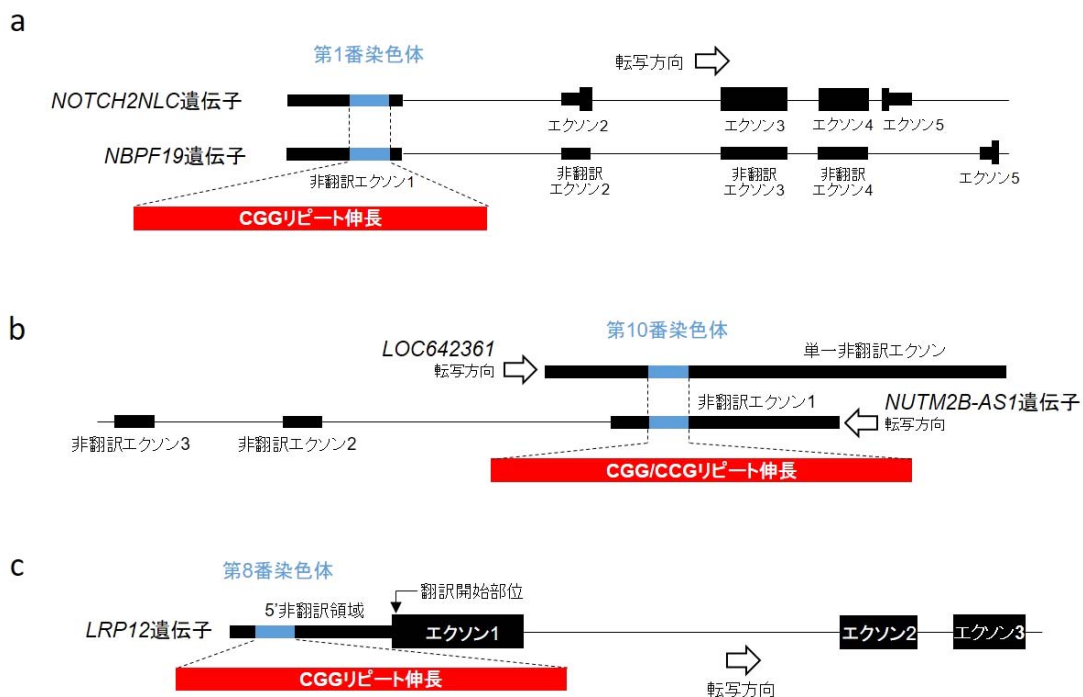 a
第1番染色体
転写方向
NOTCH2NLC遺伝子
エクソン2
エクソン3
エクソン4
エクソン5
NBPF19遺伝子
非翻訳エクソン1
非翻訳
エクソン2
非翻訳
エクソン3
非翻訳
エクソン4
エクソン5
CGGリピート伸長
b
第10番染色体
LOC642361
転写方向
単一非翻訳エクソン
非翻訳エクソン1
NUTM2B-AS1遺伝子
転写方向
非翻訳エクソン3
非翻訳エクソン2
CGG/CCGリピート伸長
c
第8番染色体
5'非翻訳領域
翻訳開始部位
LRP12遺伝子
エクソン1
エクソン2
エクソン3
CGGリピート伸長
転写方向